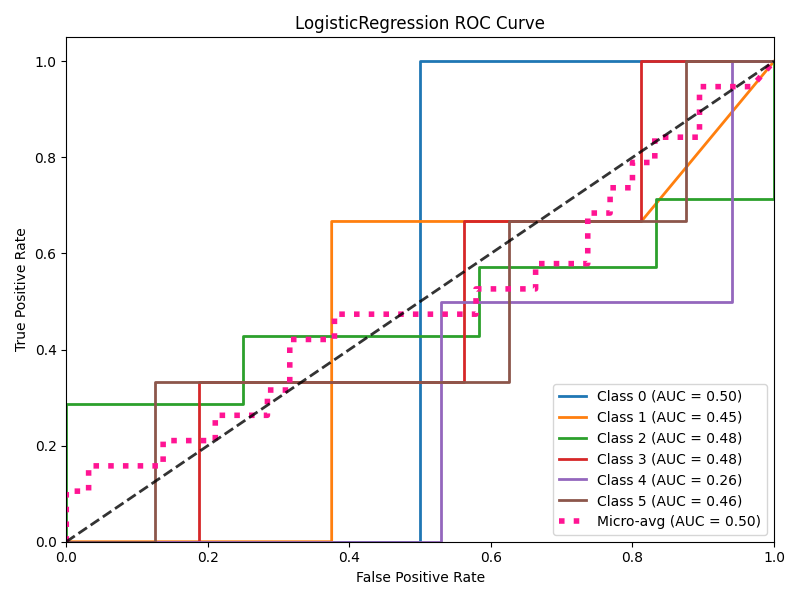 LogisticRegression ROC Curve
True Positive Rate
1.0
0.8
0.6
0.4
0.2
0.0
0.0 0.2 0.4 0.6 0.8 1.0
False Positive Rate
Class 0 (AUC = 0.50)
Class 1 (AUC = 0.45)
Class 2 (AUC = 0.48)
Class 3 (AUC = 0.48)
Class 4 (AUC = 0.26)
Class 5 (AUC = 0.46)
Micro-avg (AUC = 0.50)